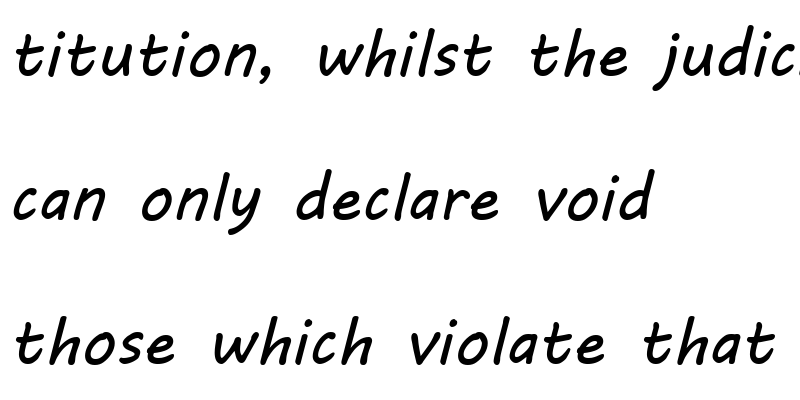 titution, whilst the judic
can only declare void
those which violate that